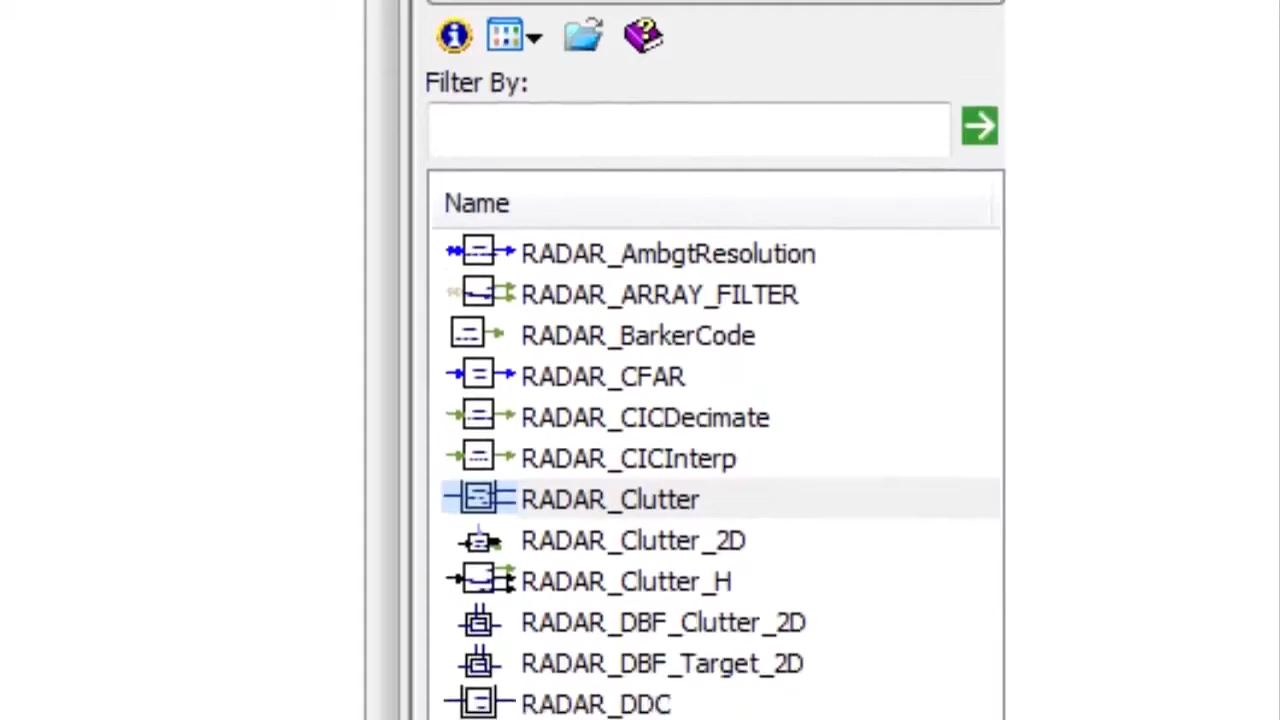 Filter By:
Name
RADAR_AmbgtResolution
RADAR_ARRAY_FILTER
RADAR_BarkerCode
RADAR_CFAR
RADAR_CICDecimate
RADAR_CICInterp
RADAR_Clutter
RADAR_Clutter_2D
RADAR_Clutter_H
RADAR_DBF_Clutter_2D
RADAR_DBF_Target_2D
RADAR_DDC